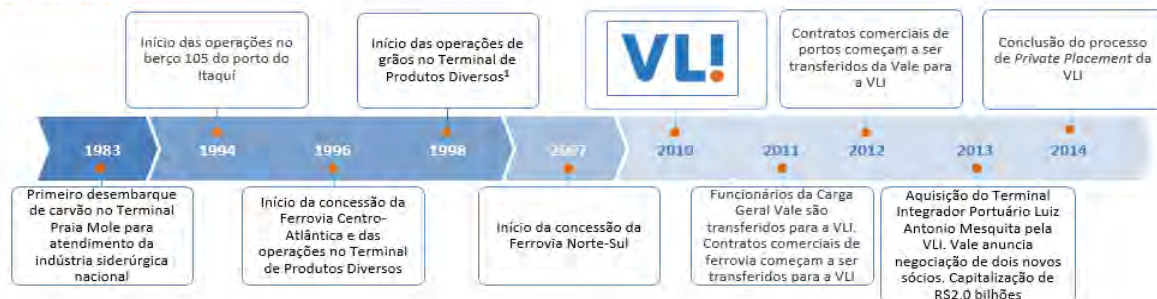 Início das operações no
berço 105 do porto do
Itaquí
Início das operações de
grãos no Terminal de
Produtos Diversos¹
VL!
Contratos comerciais de
portos começam a ser
transferidos da Vale para
a VLI
Conclusão do processo
de Private Placement da
VLI
1983
1994
1996
1998
2007
2010
2011
2012
2013
2014
Primeiro desembarque
de carvão no Terminal
Praia Mole para
atendimento da
indústria siderúrgica
nacional
Início da concessão da
Ferrovia Centro-
Atlântica e das
operações no Terminal
de Produtos Diversos
Início da concessão da
Ferrovia Norte-Sul
Funcionários da Carga
Geral Vale são
transferidos para a VLI.
Contratos comerciais de
ferrovia começam a ser
transferidos para a VLI
Aquisição do Terminal
Integrador Portuário Luiz
Antonio Mesquita pela
VLI. Vale anuncia
negociação de dois novos
sócios. Capitalização de
R$2,0 bilhões